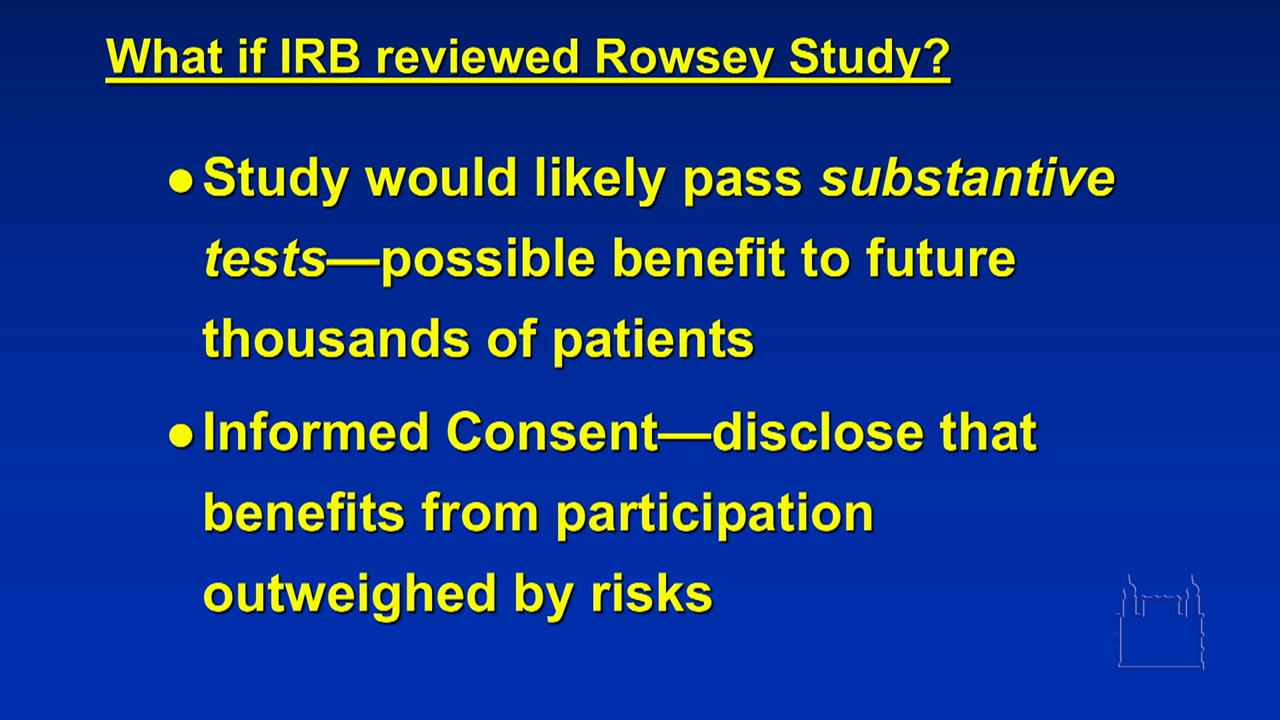 What if IRB reviewed Rowsey Study?
● Study would likely pass substantive
tests—possible benefit to future
thousands of patients
● Informed Consent—disclose that
benefits from participation
outweighed by risks